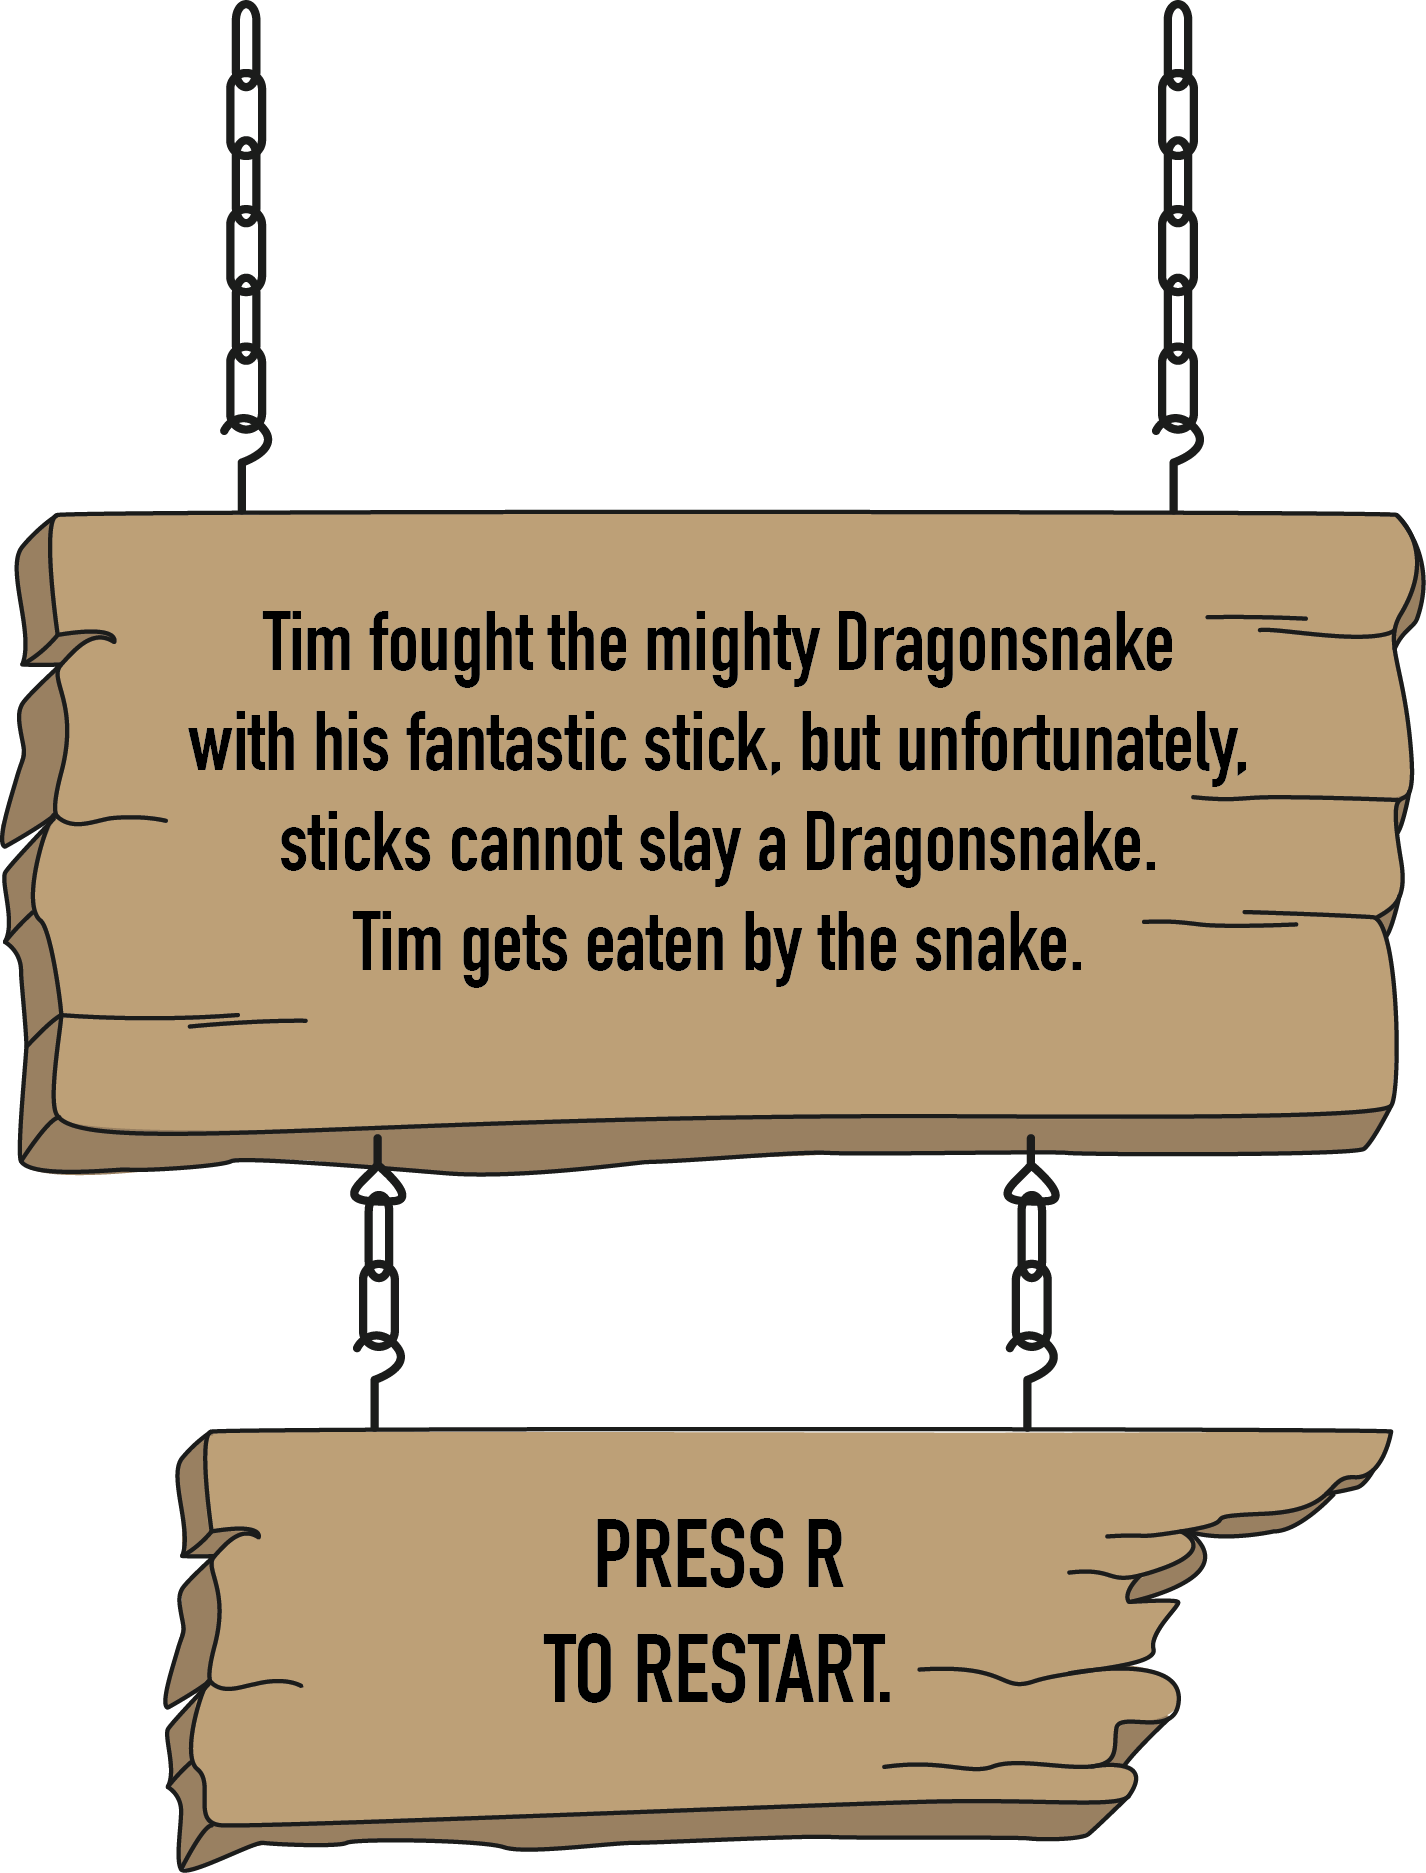 Tim fought the mighty Dragonsnake
with his fantastic stick, but unfortunately,
sticks cannot slay a Dragonsnake.
Tim gets eaten by the snake.
PRESS R
TO RESTART.